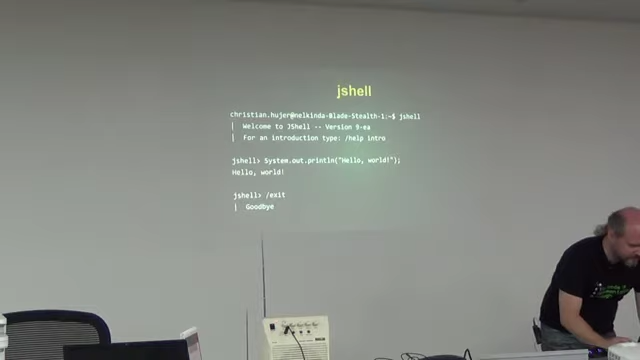 jshell
christian.hujer@nelkinda-Blade-Stealth-1:~$ jshell
| Welcome to JShell -- Version 9-ea
| For an introduction type: /help intro
jshell> System.out.println("Hello, world!");
Hello, world!
jshell> /exit
| Goodbye